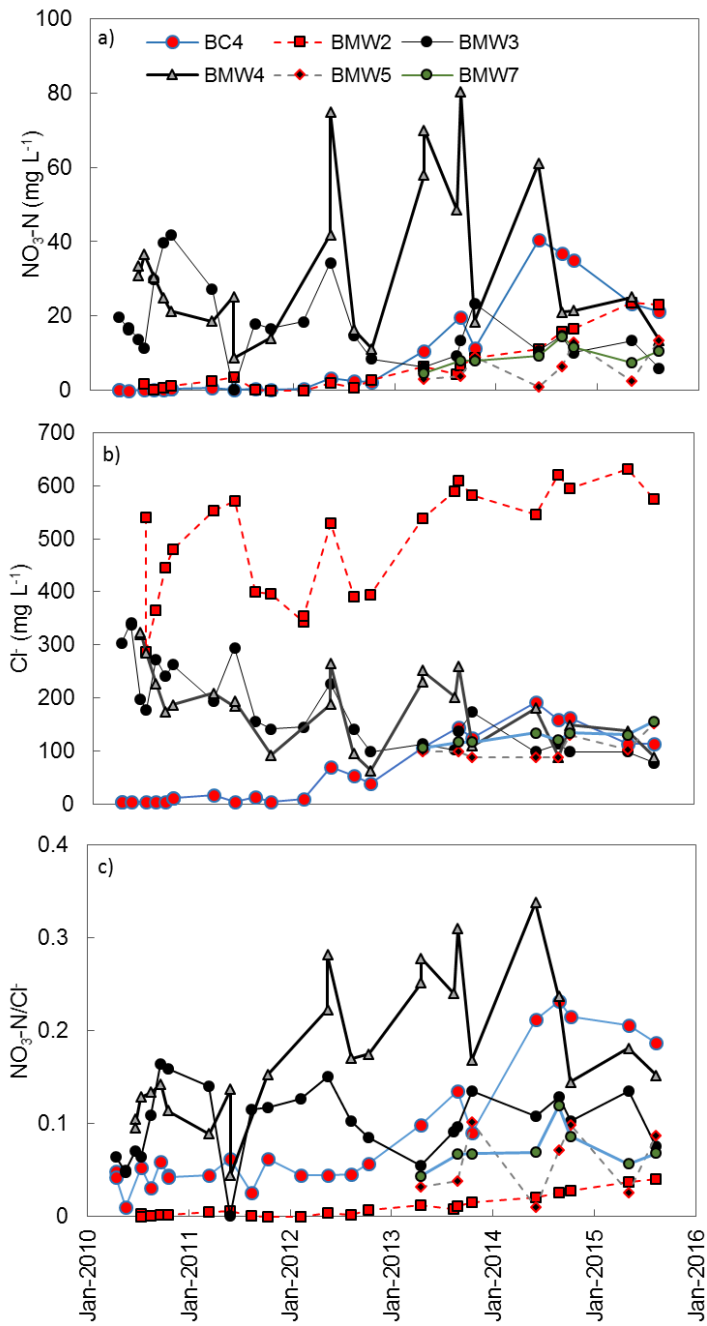 a)
BC4 BMW2 BMW3
BMW4 BMW5 BMW7
NO₃-N (mg L⁻¹)
100
80
60
40
20
0
b)
Cl⁻ (mg L⁻¹)
700
600
500
400
300
200
100
0
c)
NO₃-N/Cl⁻
0.4
0.3
0.2
0.1
0
Jan-2010
Jan-2011
Jan-2012
Jan-2013
Jan-2014
Jan-2015
Jan-2016